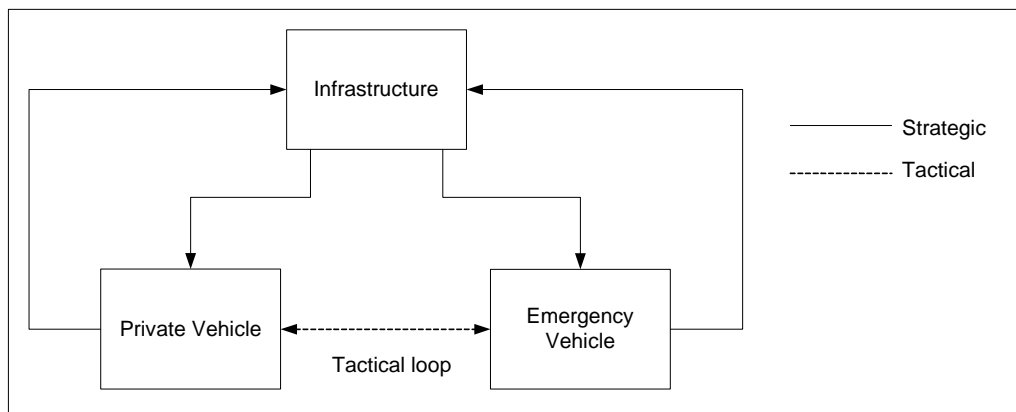 Infrastructure
Strategic
Tactical
Private Vehicle
Emergency
Vehicle
Tactical loop